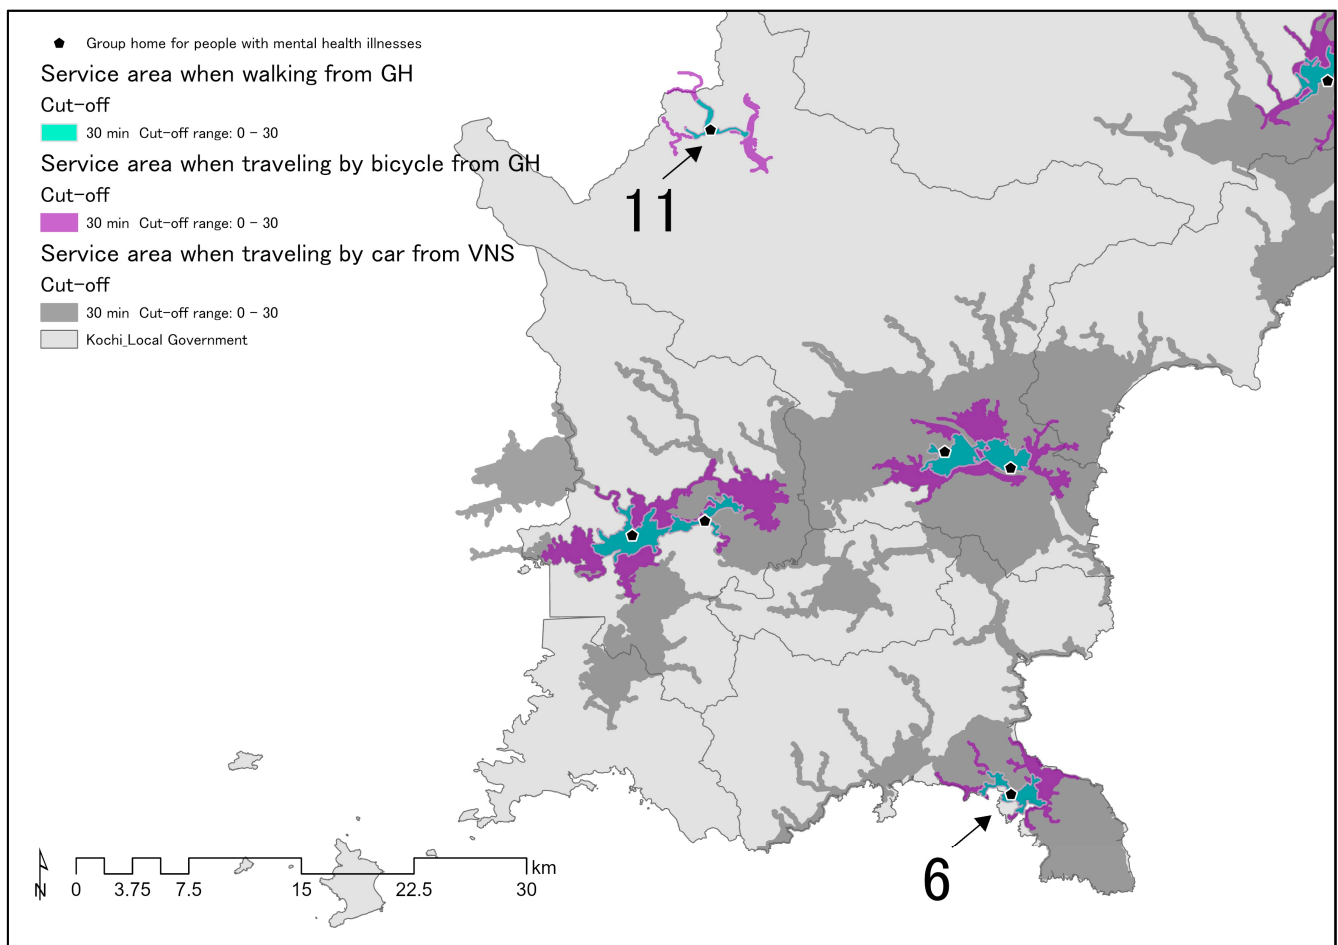 Group home for people with mental health illnesses
Service area when walking from GH
Cut-off
30 min Cut-off range: 0 - 30
Service area when traveling by bicycle from GH
Cut-off
30 min Cut-off range: 0 - 30
Service area when traveling by car from VNS
Cut-off
30 min Cut-off range: 0 - 30
Kochi_Local Government
11
6
km
N 0 3.75 7.5 15 22.5 30